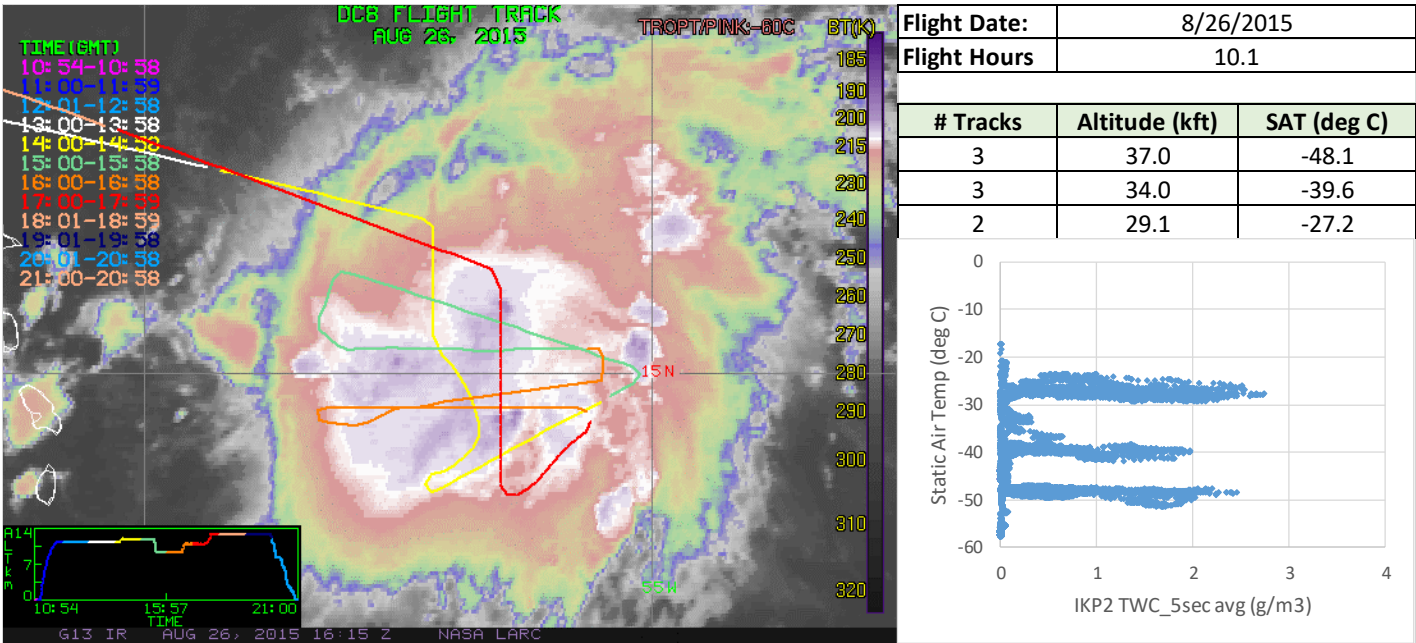 DC8 FLIGHT TRACK
AUG 26, 2015
TROPT/PINK:-60C
BT(K)
TIME(GMT)
10:54-10:58
11:00-11:59
12:01-12:58
13:00-13:58
14:00-14:58
15:00-15:58
16:00-16:58
17:00-17:59
18:01-18:59
19:01-19:58
20:01-20:58
21:00-20:58
185
190
200
215
230
240
250
260
270
280
290
300
310
320
15N
55N
ALT km
14
7
0
10:54 15:57 21:00
TIME
G13 IR AUG 26, 2015 16:15 Z NASA LARC
Flight Date: 8/26/2015
Flight Hours 10.1
# Tracks Altitude (kft) SAT (deg C)
3 37.0 -48.1
3 34.0 -39.6
2 29.1 -27.2
Static Air Temp (deg C)
0
-10
-20
-30
-40
-50
-60
0 1 2 3 4
IKP2 TWC_5sec avg (g/m3)